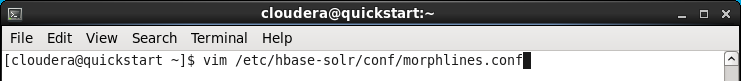 cloudera@quickstart:~
File Edit View Search Terminal Help
[cloudera@quickstart ~]$ vim /etc/hbase-solr/conf/morphlines.conf